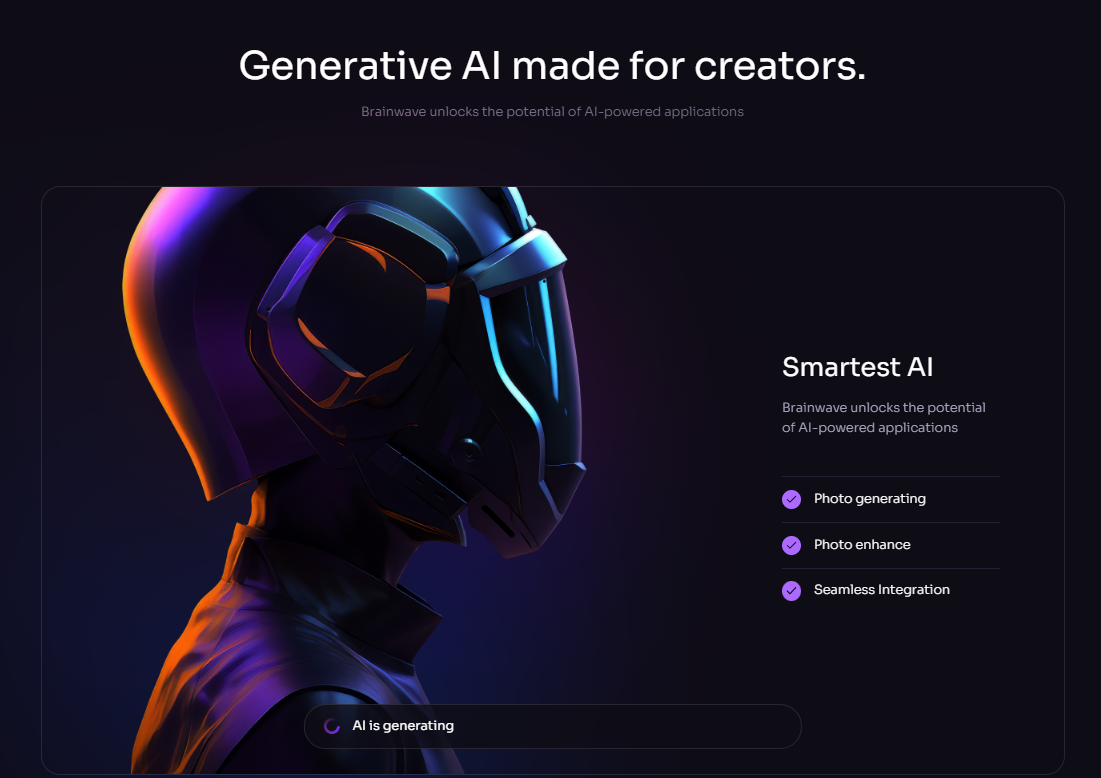 Generative AI made for creators.
Brainwave unlocks the potential of AI-powered applications
Smartest AI
Brainwave unlocks the potential
of AI-powered applications
Photo generating
Photo enhance
Seamless Integration
AI is generating